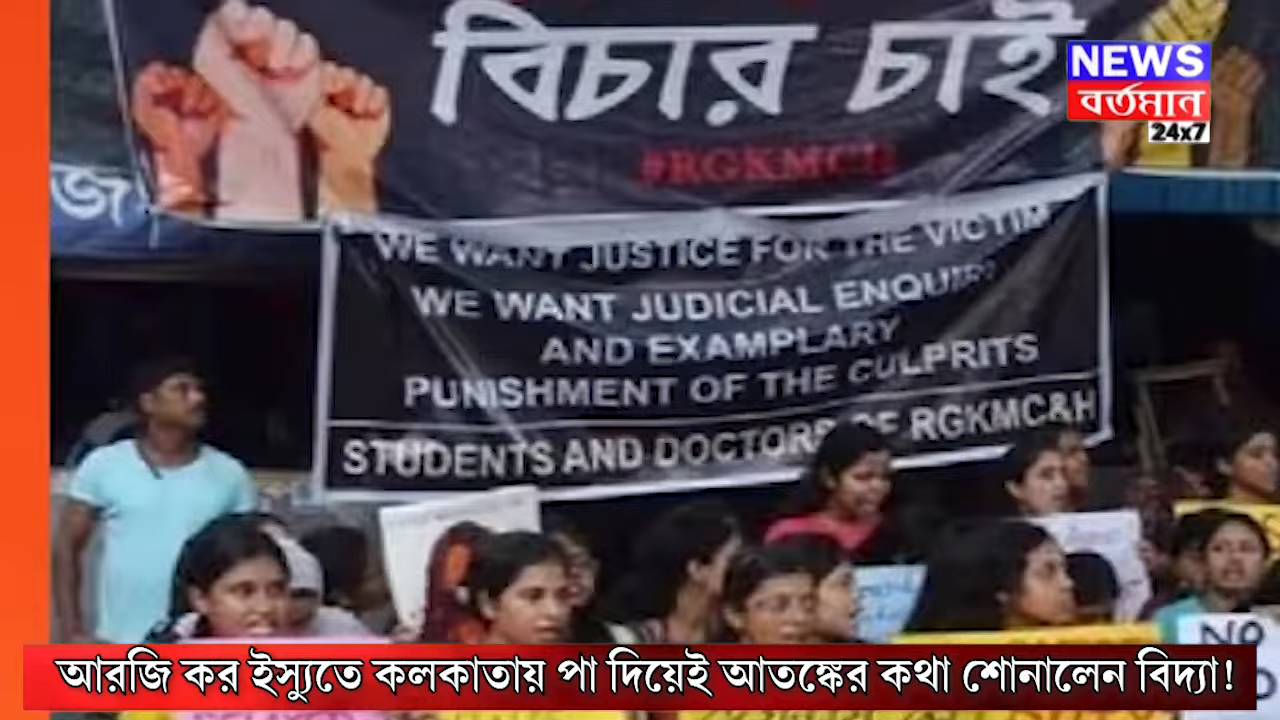 বিচার চাই
NEWS
বর্তমান
24x7
#RGKMCH
WE WANT JUSTICE FOR THE VICTIM
WE WANT JUDICIAL ENQUIRY
AND EXAMPLARY
PUNISHMENT OF THE CULPRITS
STUDENTS AND DOCTORS OF RGKMC&H
NO
আরজি কর ইস্যুতে কলকাতায় পা দিয়েই আতঙ্কের কথা শোনালেন বিদ্যা!